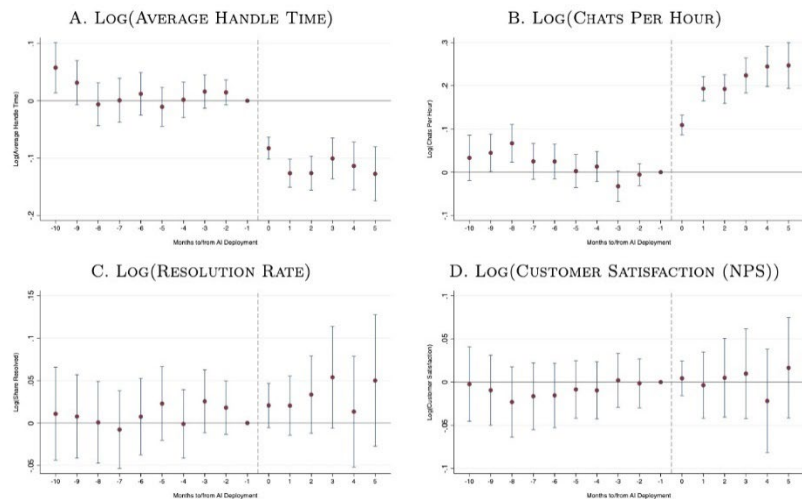 A. LOG(AVERAGE HANDLE TIME)
.1
0
-.1
-.2
Log(Average Handle Time)
-10 -9 -8 -7 -6 -5 -4 -3 -2 -1 0 1 2 3 4 5
Months to/from AI Deployment
B. LOG(CHATS PER HOUR)
.3
.2
.1
0
-.1
Log(Chats Per Hour)
-10 -9 -8 -7 -6 -5 -4 -3 -2 -1 0 1 2 3 4 5
Months to/from AI Deployment
C. LOG(RESOLUTION RATE)
.15
.1
.05
0
-.05
Log(Share Resolved)
-10 -9 -8 -7 -6 -5 -4 -3 -2 -1 0 1 2 3 4 5
Months to/from AI Deployment
D. LOG(CUSTOMER SATISFACTION (NPS))
.1
.05
0
-.05
-.1
Log(Customer Satisfaction)
-10 -9 -8 -7 -6 -5 -4 -3 -2 -1 0 1 2 3 4 5
Months to/from AI Deployment